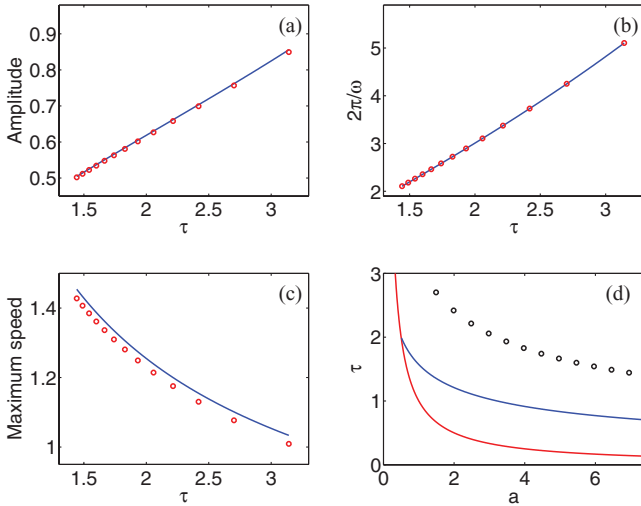 (a)
Amplitude
0.9
0.8
0.7
0.6
0.5
1.5 2 2.5 3
τ
(b)
2π/ω
5
4
3
2
1.5 2 2.5 3
τ
(c)
Maximum speed
1.4
1.2
1
1.5 2 2.5 3
τ
(d)
τ
3
2
1
0
0 2 4 6
a